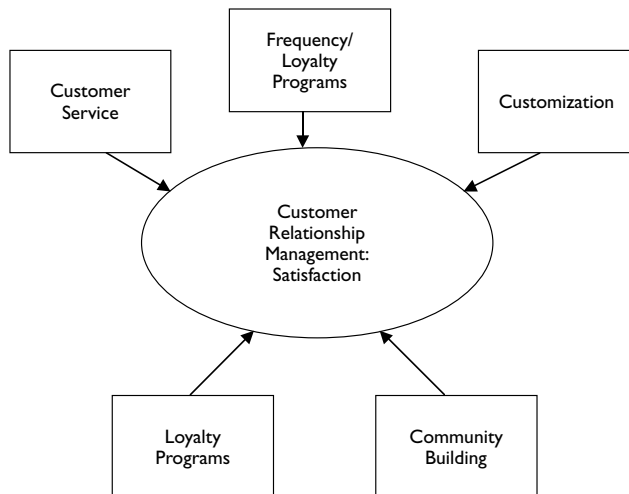 Frequency/
Loyalty
Programs
Customer
Service
Customization
Customer
Relationship
Management:
Satisfaction
Loyalty
Programs
Community
Building